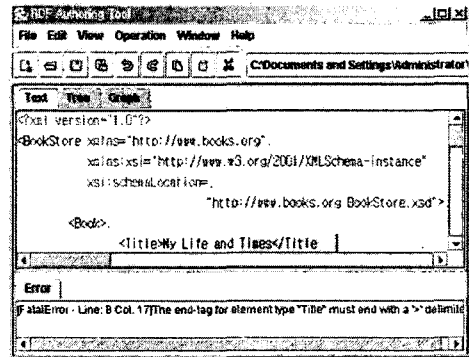 RDF Authoring Tool
File Edit View Operation Window Help
C:\Documents and Settings\Administrator\
Text Tree Graph
<?xml version="1.0"?>
<BookStore xmlns="http://www.books.org"
xmlns:xsi="http://www.w3.org/2001/XMLSchema-instance"
xsi:schemaLocation=
"http://www.books.org BookStore.xsd">
<Book>
<Title>My Life and Times</Title
Error
[FatalError - Line: 8 Col. 17]The end-tag for element type "Title" must end with a '>' delimite